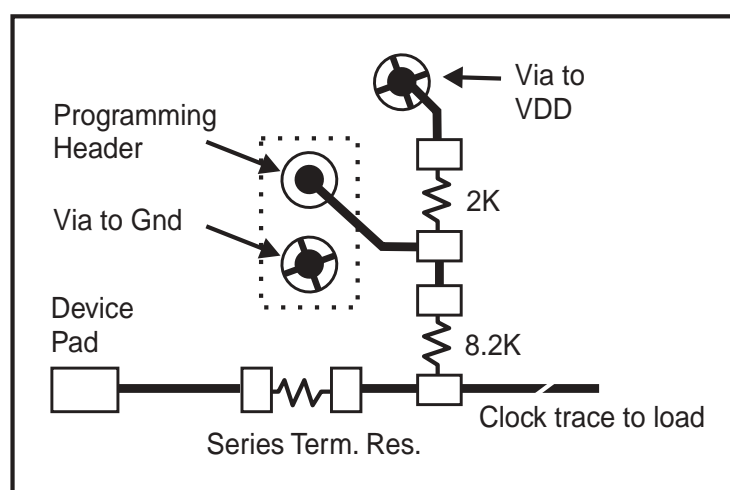 Via to
VDD
Programming
Header
2K
Via to Gnd
Device
Pad
8.2K
Clock trace to load
Series Term. Res.